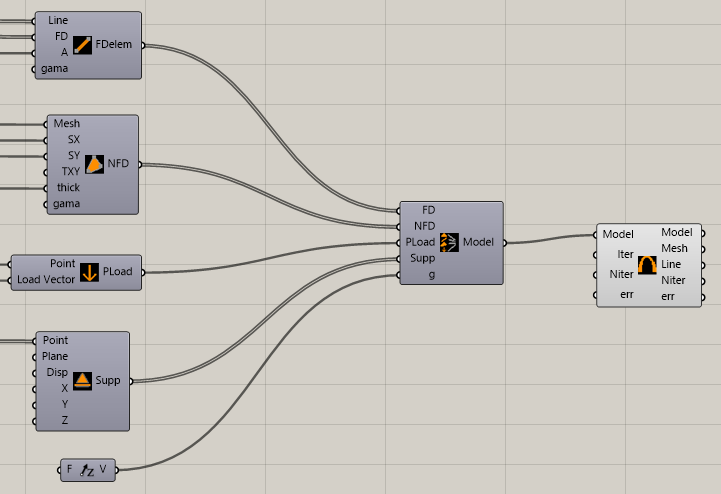 Line
FD
A
gama
FDelem
Mesh
SX
SY
TXY
thick
gama
NFD
Point
Load Vector
PLoad
Point
Plane
Disp
X
Y
Z
Supp
F
Z
V
FD
NFD
PLoad
Supp
g
Model
Model
Iter
Niter
err
Model
Mesh
Line
Niter
err